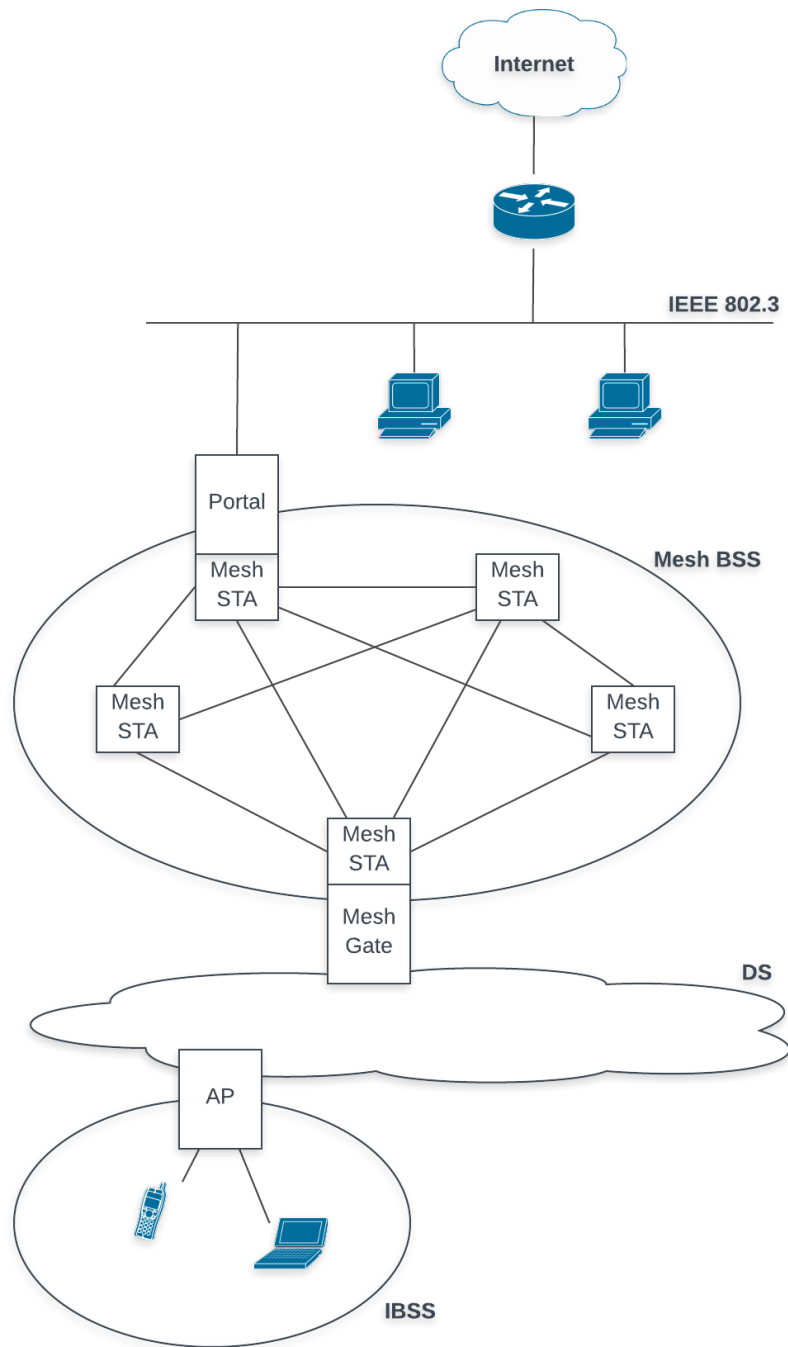 Internet
IEEE 802.3
Portal
Mesh BSS
Mesh
STA
Mesh
STA
Mesh
STA
Mesh
STA
Mesh
STA
Mesh
Gate
DS
AP
IBSS